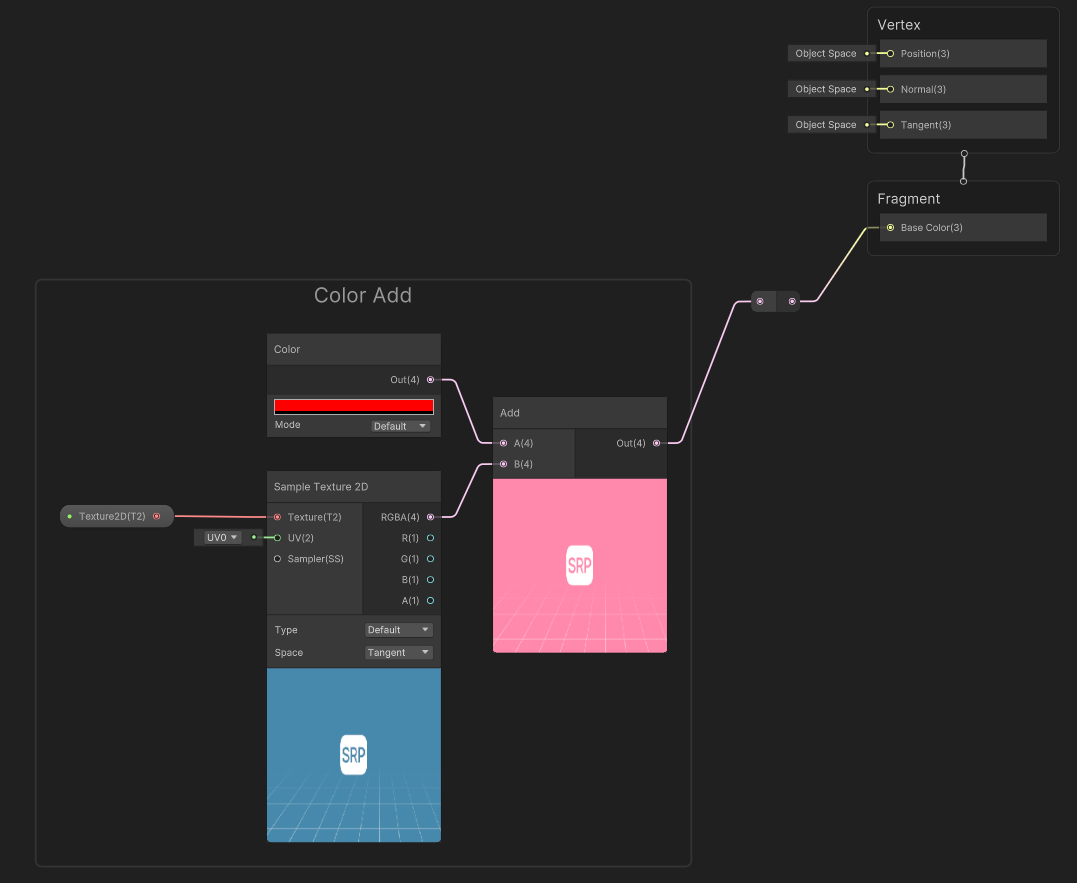 Vertex
Object Space
Position(3)
Object Space
Normal(3)
Object Space
Tangent(3)
Fragment
Base Color(3)
Color Add
Color
Out(4)
Mode
Default
Add
A(4)
Out(4)
B(4)
SRP
Sample Texture 2D
Texture2D(T2)
Texture(T2)
RGBA(4)
UV0
UV(2)
R(1)
Sampler(SS)
G(1)
B(1)
A(1)
Type
Default
Space
Tangent
SRP